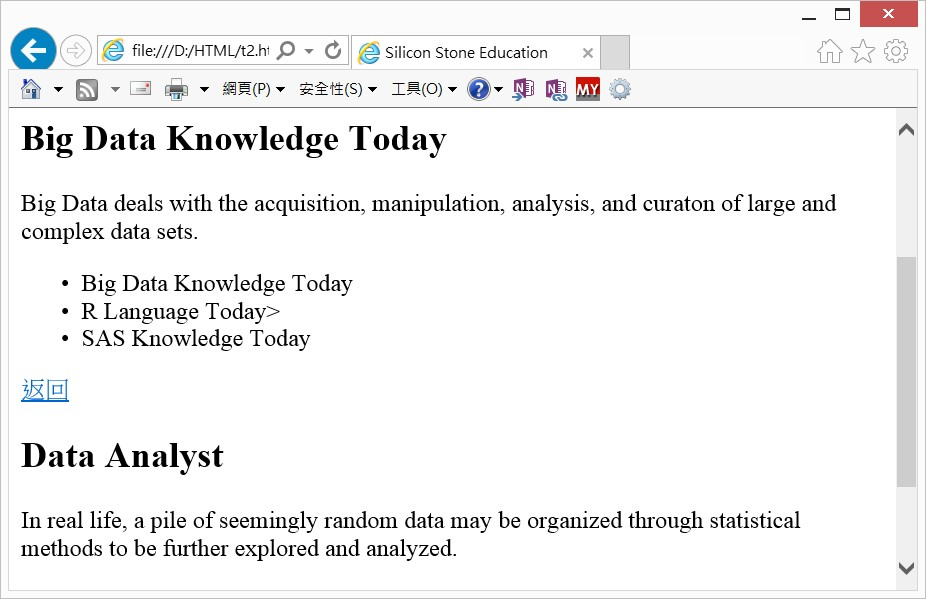 file:///D:/HTML/t2.ht
Silicon Stone Education
網頁(P)
安全性(S)
工具(O)
?
N
N
MY
Big Data Knowledge Today
Big Data deals with the acquisition, manipulation, analysis, and curaton of large and
complex data sets.
• Big Data Knowledge Today
• R Language Today>
• SAS Knowledge Today
返回
Data Analyst
In real life, a pile of seemingly random data may be organized through statistical
methods to be further explored and analyzed.